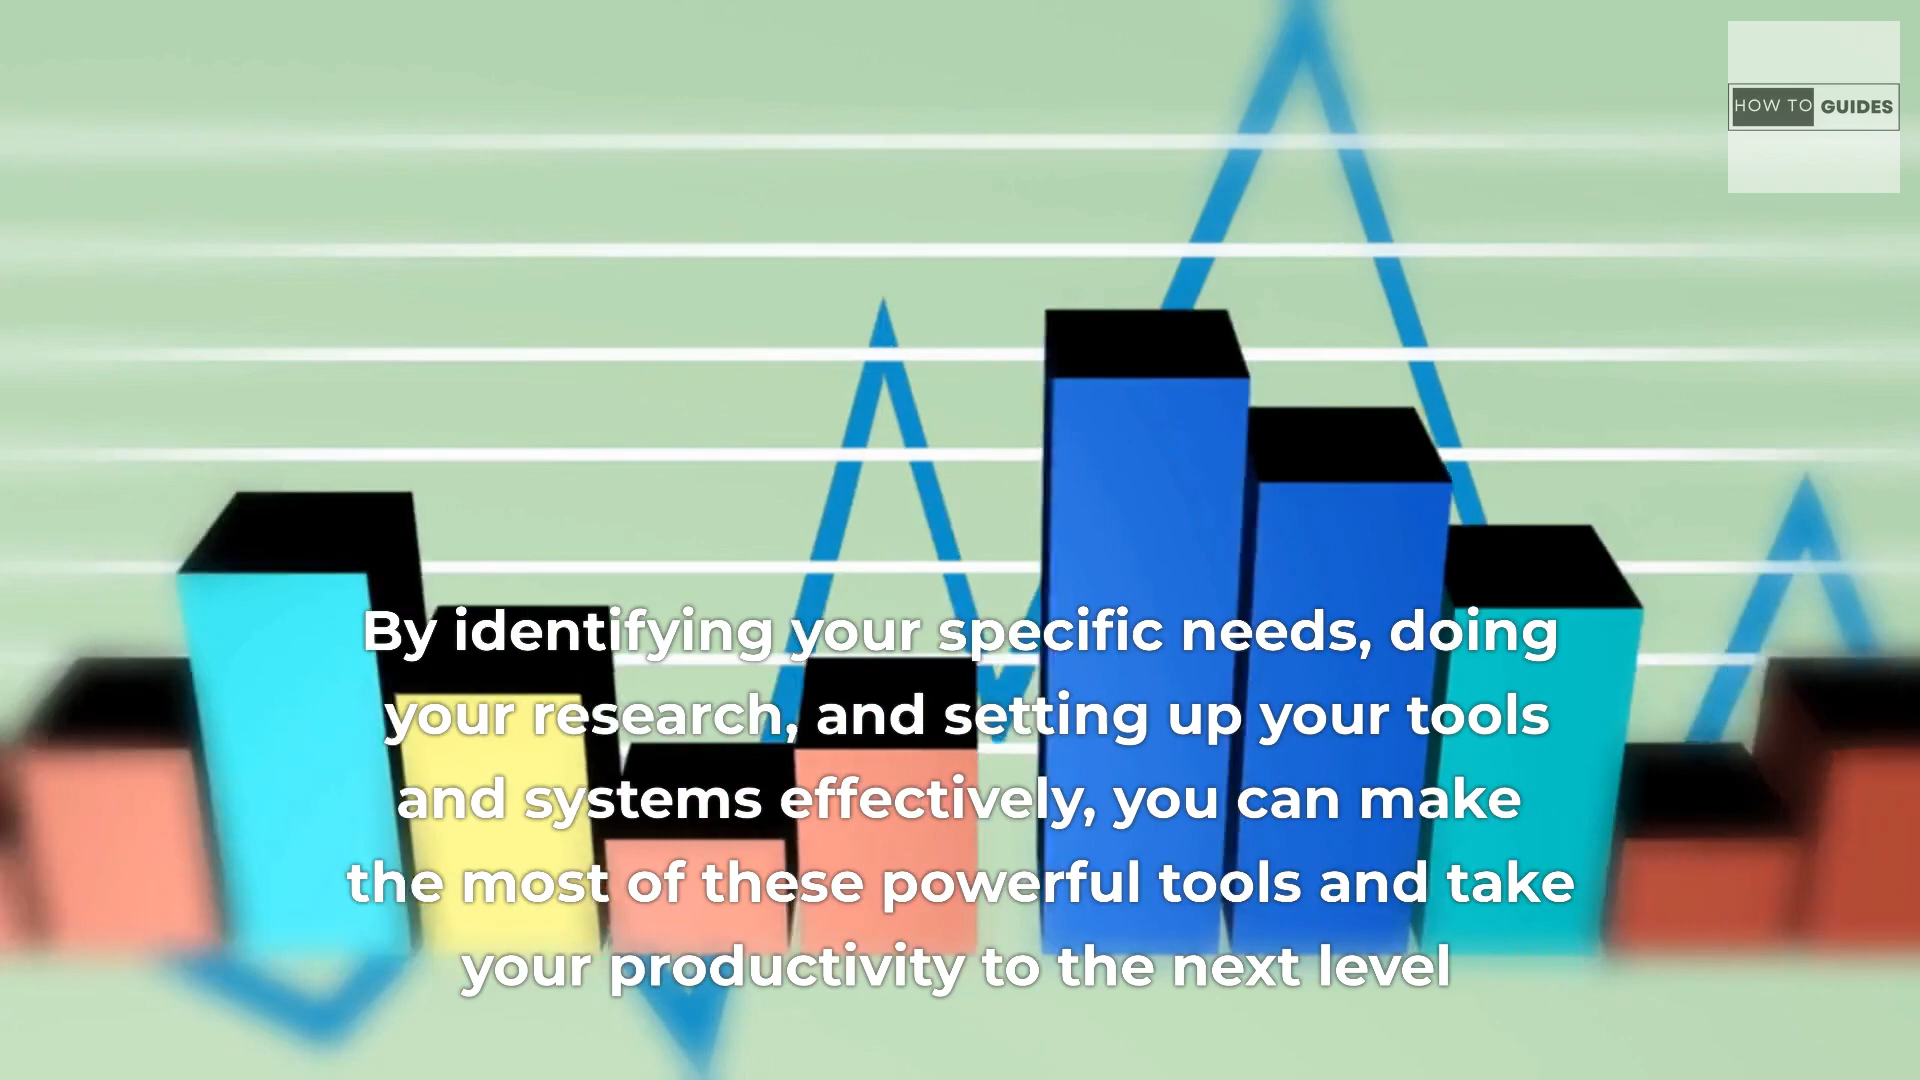 HOW TO GUIDES
By identifying your specific needs, doing
your research, and setting up your tools
and systems effectively, you can make
the most of these powerful tools and take
your productivity to the next level